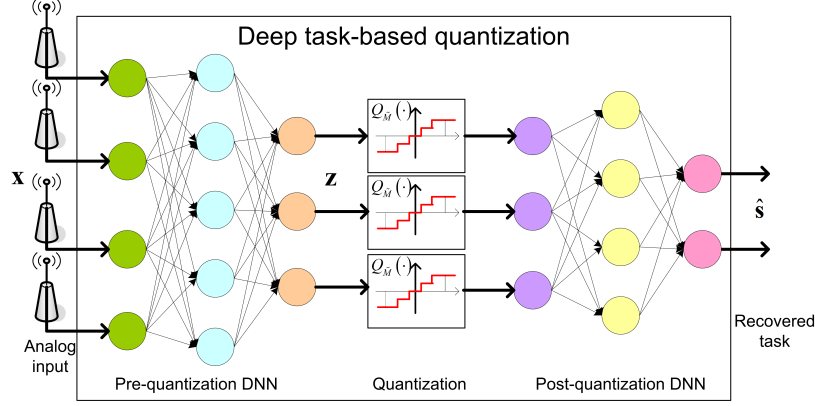 Deep task-based quantization
Q_M̃(·)
x
z
Q_M̃(·)
ŝ
Q_M̃(·)
Analog
input
Recovered
task
Pre-quantization DNN
Quantization
Post-quantization DNN